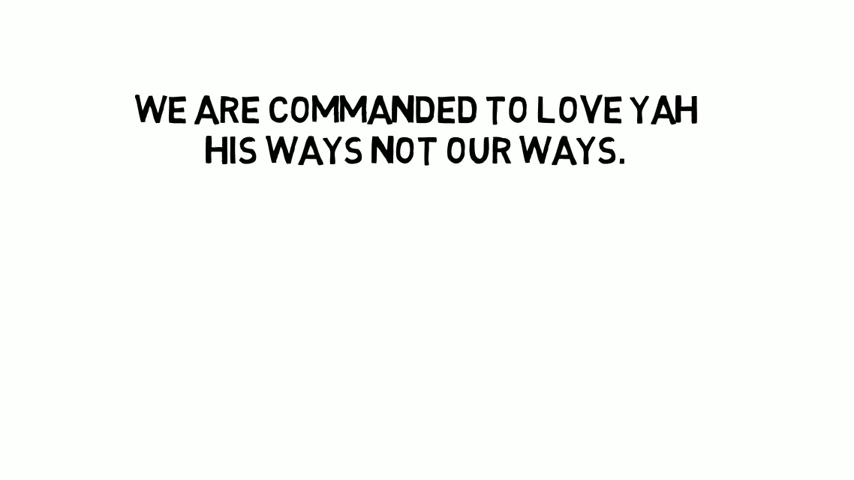 WE ARE COMMANDED TO LOVE YAH
HIS WAYS NOT OUR WAYS.